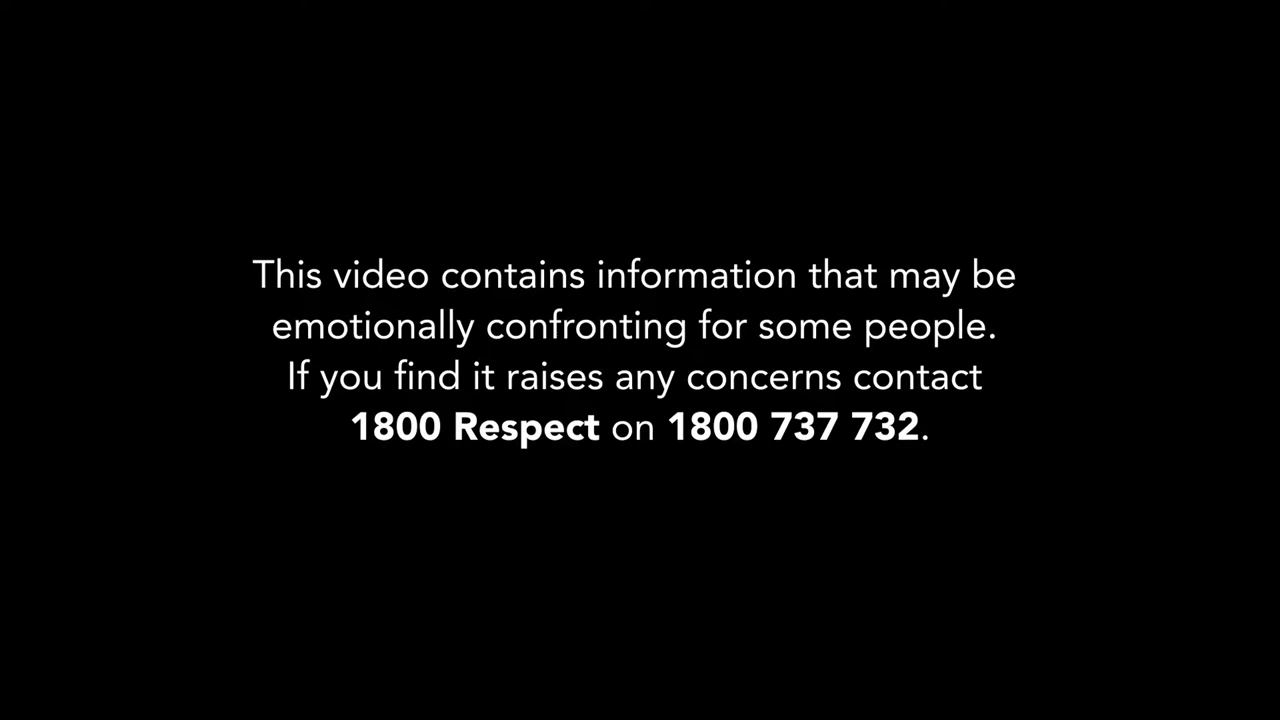 This video contains information that may be
emotionally confronting for some people.
If you find it raises any concerns contact
1800 Respect on 1800 737 732.